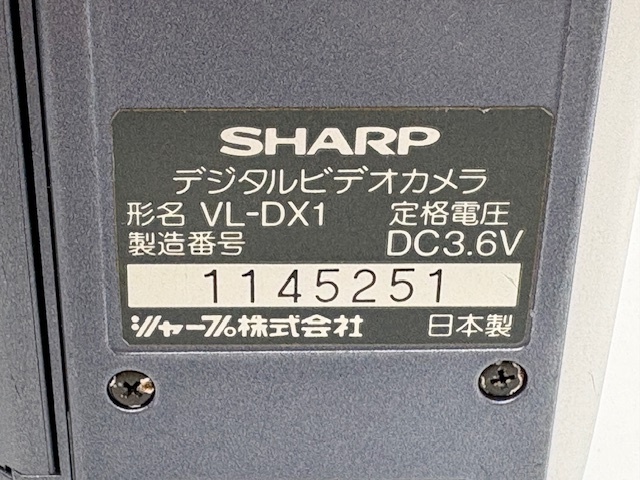 SHARP
デジタルビデオカメラ
形名 VL-DX1 定格電圧
製造番号 DC3.6V
1145251
シャープ株式会社 日本製